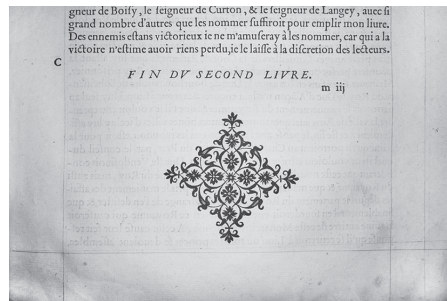 gneur de Boisy, le seigneur de Curton, & le seigneur de Langey, auec si
grand nombre d'autres que les nommer suffiroit pour emplir mon liure.
Des ennemis estans victorieux ie ne m'amuseray à les nommer, car qui a la
victoire n'estime auoir riens perdu, ie le laisse à la discretion des lecteurs.
C
FIN DV SECOND LIVRE.
m iij